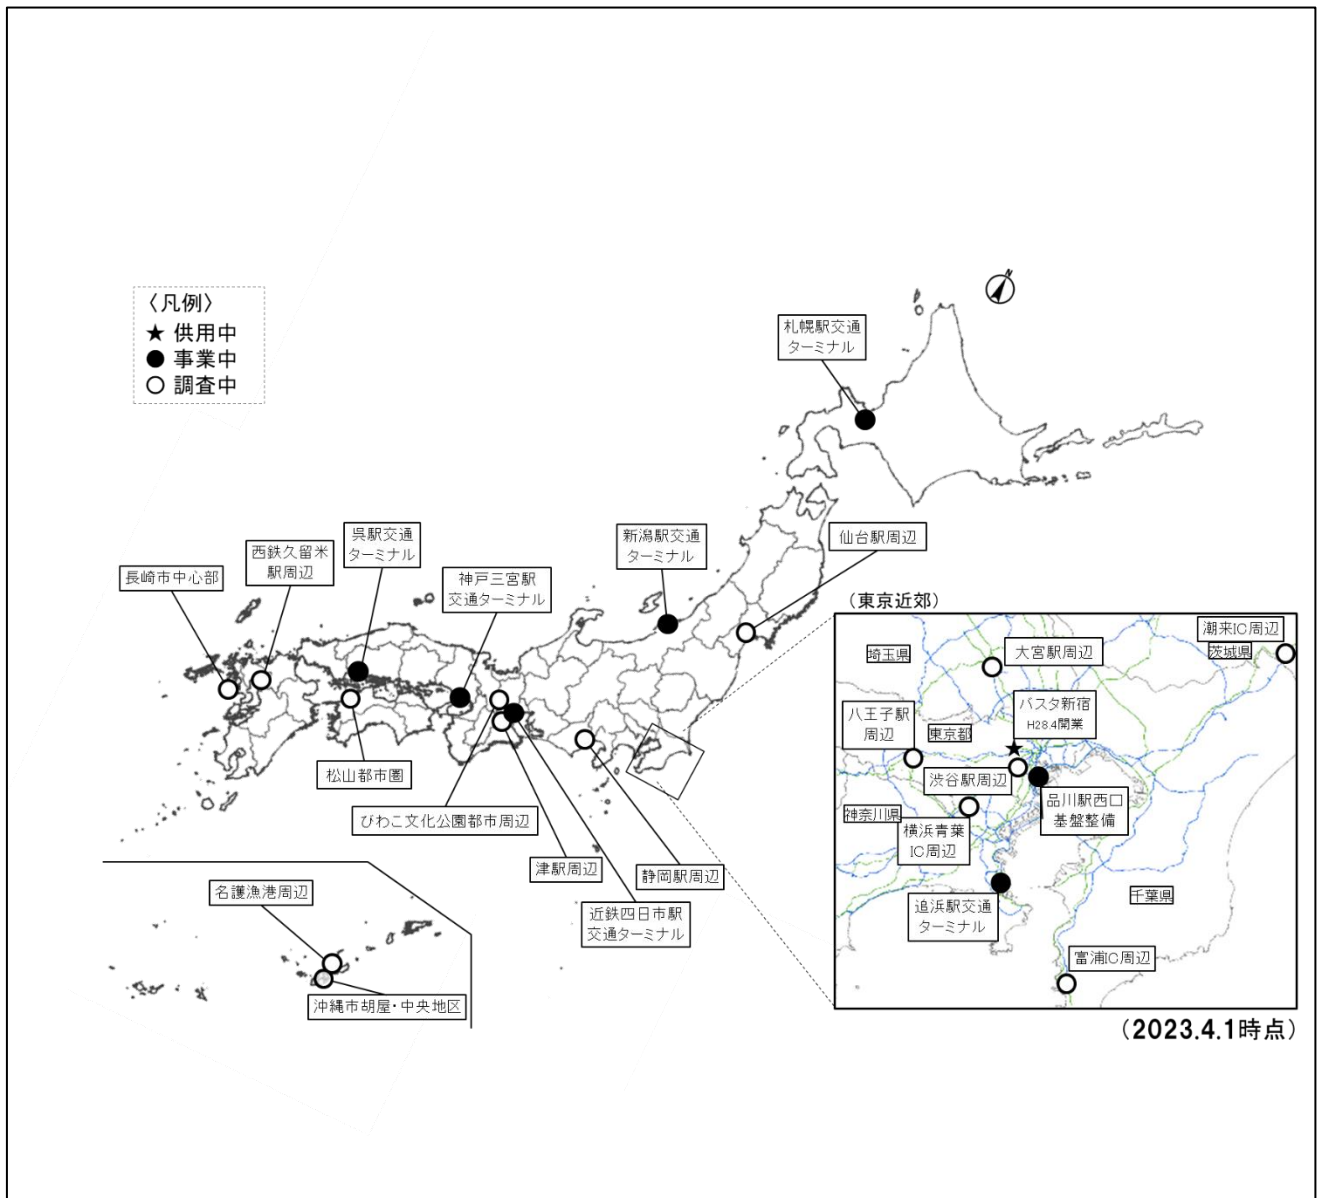 〈凡例〉
★ 供用中
● 事業中
○ 調査中
N
札幌駅交通
ターミナル
新潟駅交通
ターミナル
仙台駅周辺
呉駅交通
ターミナル
西鉄久留米
駅周辺
長崎市中心部
神戸三宮駅
交通ターミナル
松山都市圏
びわこ文化公園都市周辺
津駅周辺
静岡駅周辺
近鉄四日市駅
交通ターミナル
名護漁港周辺
沖縄市胡屋・中央地区
（東京近郊）
潮来IC周辺
茨城県
埼玉県
大宮駅周辺
バスタ新宿
H28.4開業
八王子駅
周辺
東京都
渋谷駅周辺
品川駅西口
基盤整備
神奈川県
横浜青葉
IC周辺
追浜駅交通
ターミナル
千葉県
富浦IC周辺
（2023.4.1時点）